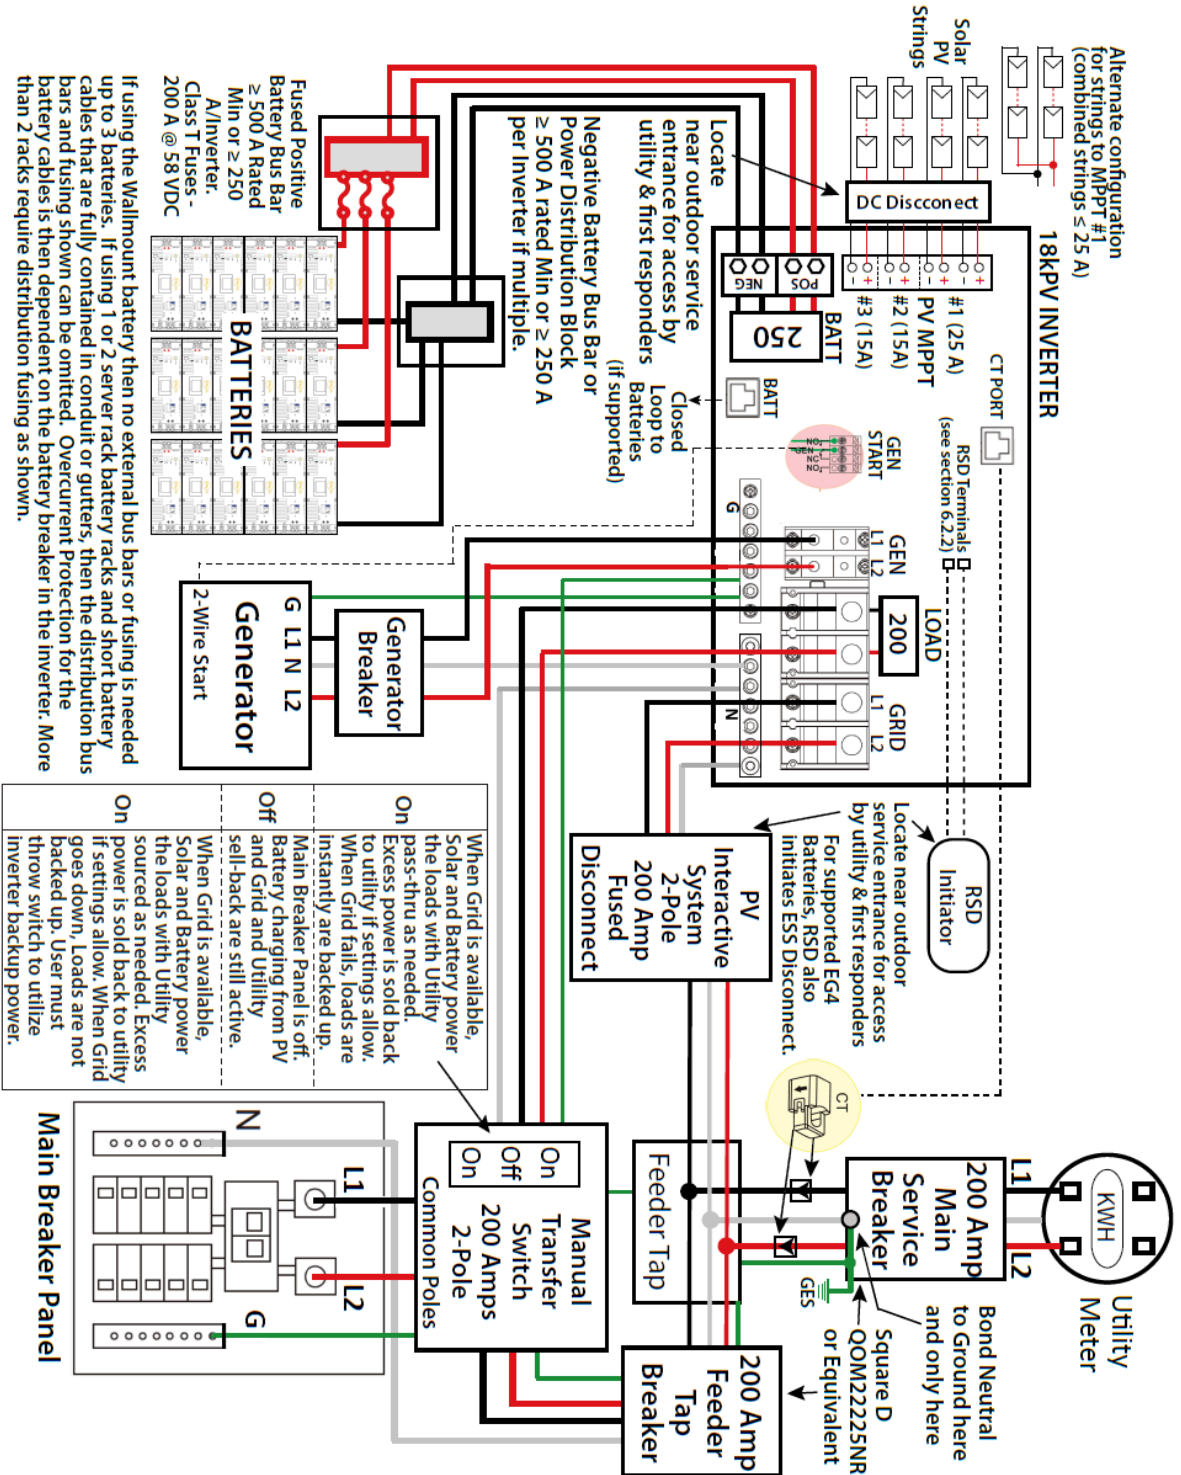 Alternate configuration
for strings to MPPT #1
(combined strings ≤ 25 A)
Solar
PV
Strings
DC Discconect
18kPV INVERTER
- + - + - + - +
#1 (25 A)
PV MPPT
#2 (15A)
#3 (15A)
CT PORT
RSD Terminals
(see section 6.2.2)
Locate
near outdoor service
entrance for access by
utility & first responders
POS
NEG
BATT
250
BATT
Closed
Loop to
Batteries
(if supported)
GEN
START
NO₂
GEN
NC₁
NO₂
G
L1
L2
GEN
LOAD
200
L1
L2
GRID
N
Negative Battery Bus Bar or
Power Distribution Block
≥ 500 A rated Min or ≥ 250 A
per Inverter if multiple.
Fused Positive
Battery Bus Bar
≥ 500 A Rated
Min or ≥ 250
A/Inverter.
Class T Fuses -
200 A @ 58 VDC
BATTERIES
If using the Wallmount battery then no external bus bars or fusing is needed
up to 3 batteries. If using 1 or 2 server rack battery racks and short battery
cables that are fully contained in conduit or gutters, then the distribution bus
bars and fusing shown can be omitted. Overcurrent Protection for the
battery cables is then dependent on the battery breaker in the inverter. More
than 2 racks require distribution fusing as shown.
Generator
Breaker
G L1 N L2
Generator
2-Wire Start
RSD
Initiator
Locate near outdoor
service entrance for access
by utility & first responders
For supported EG4
Batteries, RSD also
initiates ESS Disconnect.
PV
Interactive
System
2-Pole
200 Amp
Fused
Disconnect
On
When Grid is available,
Solar and Battery power
the loads with Utility
pass-thru as needed.
Excess power is sold back
to utility if settings allow.
When Grid fails, loads are
instantly are backed up.
Off
Main Breaker Panel is off.
Battery charging from PV
and Grid and Utililty
sell-back are still active.
On
When Grid is available,
Solar and Battery power
the loads with Utility
sourced as needed. Excess
power is sold back to utility
if settings allow. When Grid
goes down, Loads are not
backed up. User must
throw switch to utilize
inverter backup power.
CT
Utility
Meter
KWH
L1
L2
200 Amp
Main
Service
Breaker
GES
Bond Neutral
to Ground here
and only here
Square D
QOM22225NR
or Equivalent
Feeder Tap
200 Amp
Feeder
Tap
Breaker
On
Off
On
Manual
Transfer
Switch
200 Amps
2-Pole
Common Poles
N
L1
L2
G
Main Breaker Panel